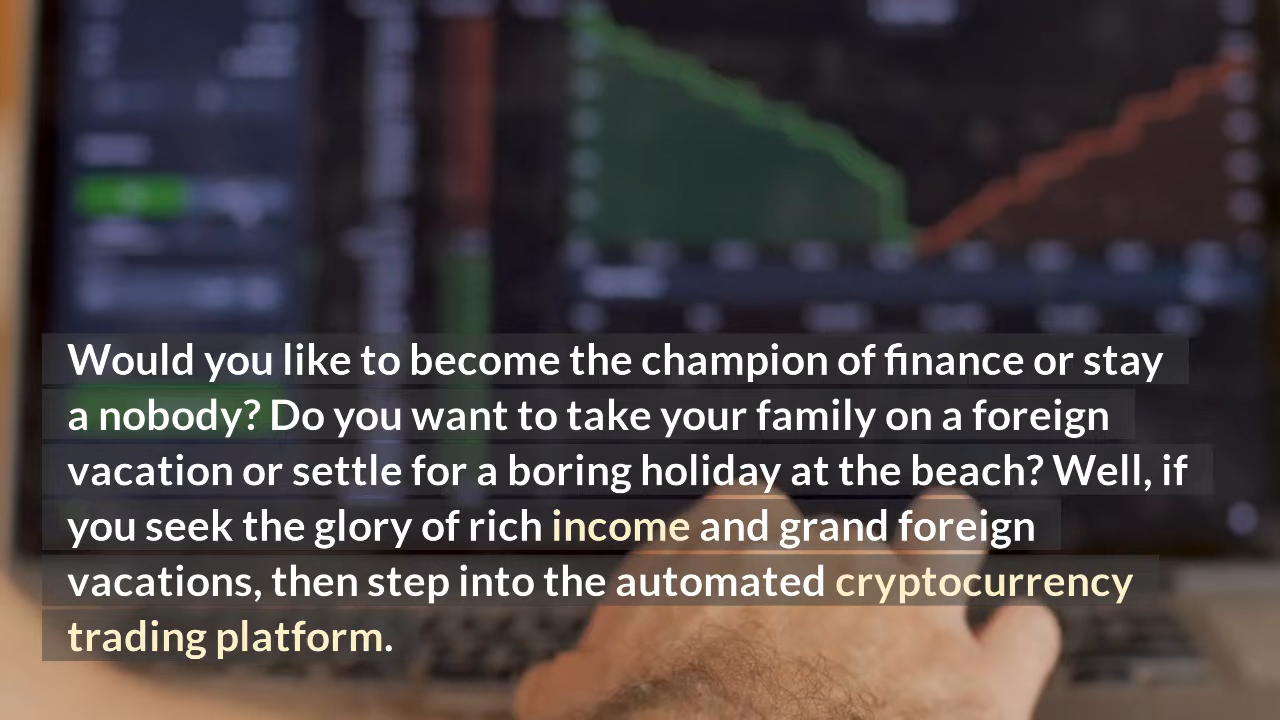 Would you like to become the champion of finance or stay
a nobody? Do you want to take your family on a foreign
vacation or settle for a boring holiday at the beach? Well, if
you seek the glory of rich income and grand foreign
vacations, then step into the automated cryptocurrency
trading platform.